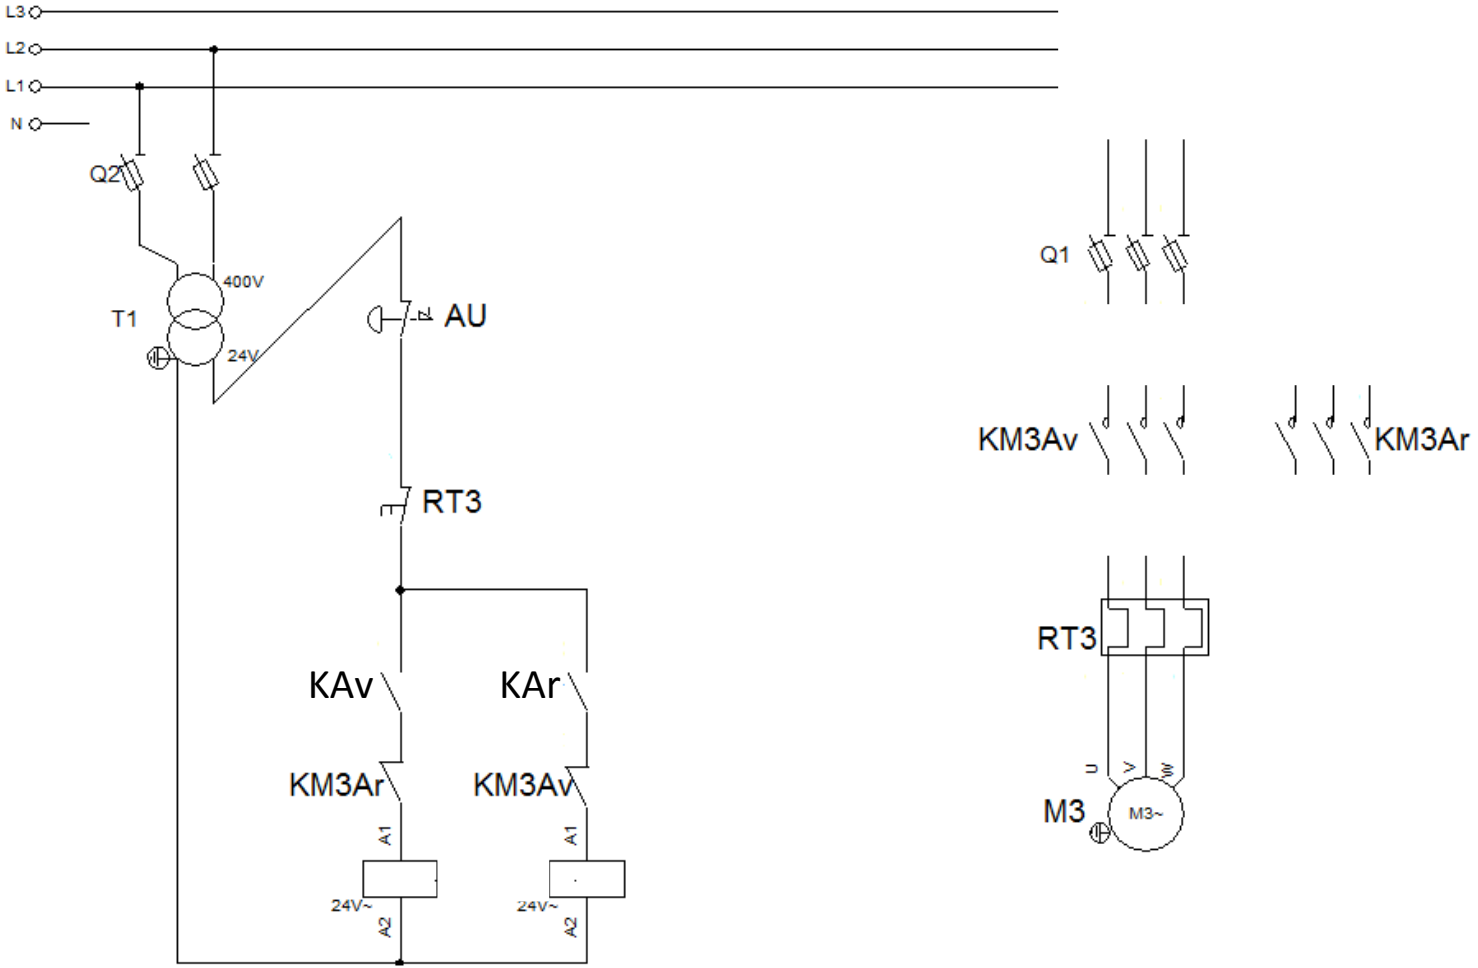 L3
L2
L1
N
Q2
400V
T1
24V
AU
RT3
KAv
KAr
KM3Ar
KM3Av
A1
A1
24V~
24V~
A2
A2
Q1
KM3Av
KM3Ar
RT3
U
V
W
M3
M3~